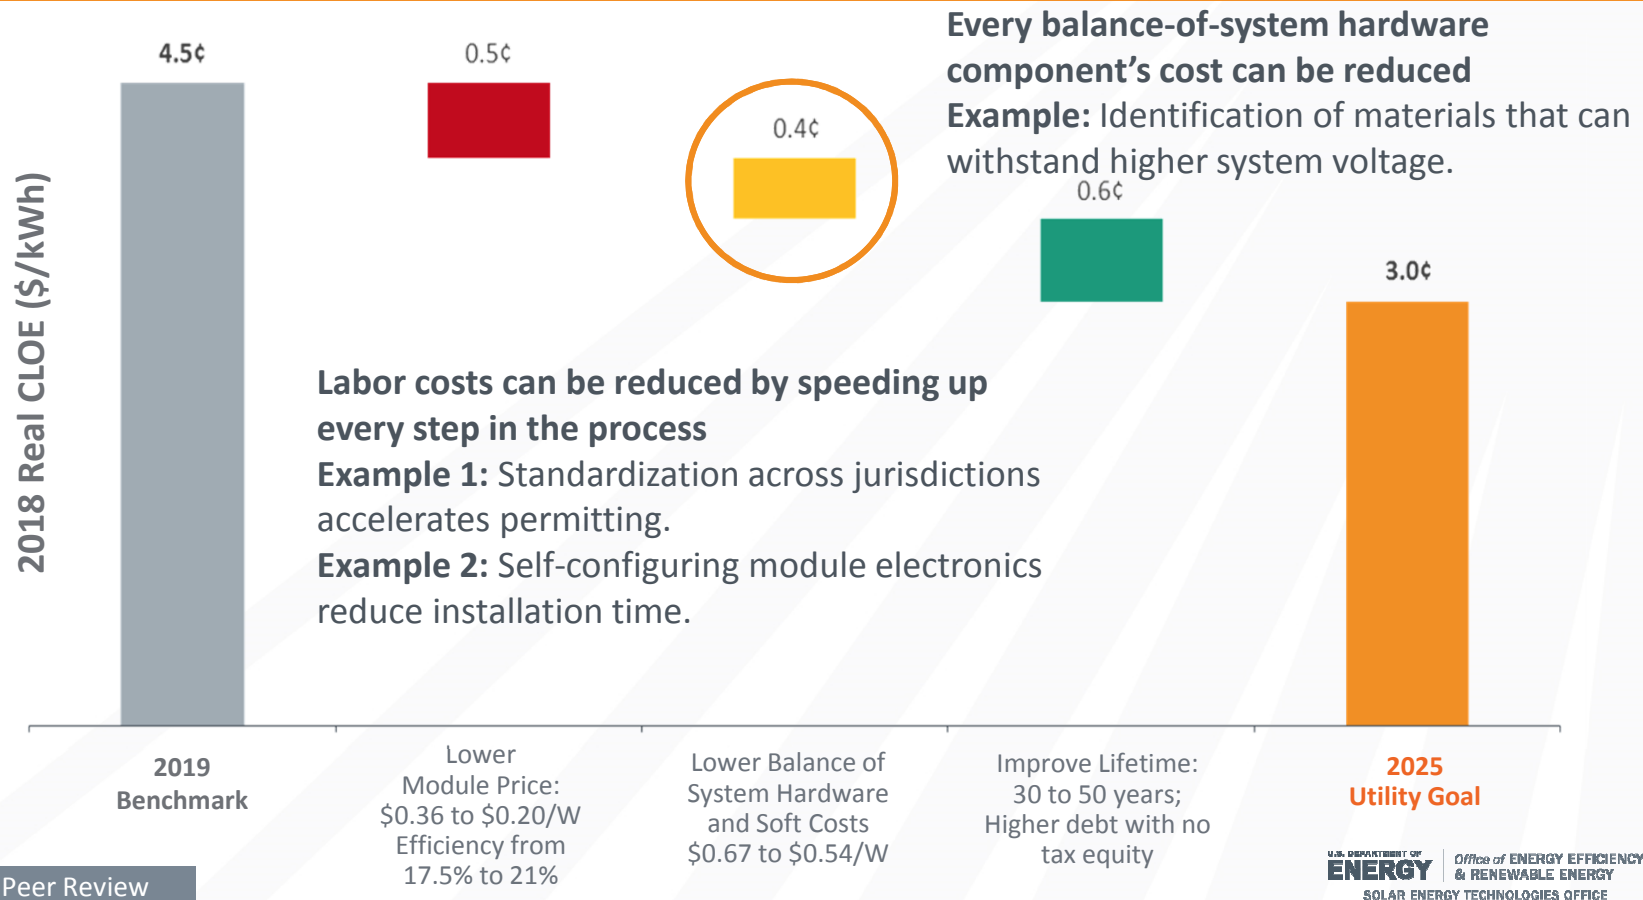 4.5¢
0.5¢
0.4¢
0.6¢
3.0¢
Every balance-of-system hardware
component’s cost can be reduced
Example: Identification of materials that can
withstand higher system voltage.
2018 Real CLOE ($/kWh)
Labor costs can be reduced by speeding up
every step in the process
Example 1: Standardization across jurisdictions
accelerates permitting.
Example 2: Self-configuring module electronics
reduce installation time.
2019
Benchmark
Lower
Module Price:
$0.36 to $0.20/W
Efficiency from
17.5% to 21%
Lower Balance of
System Hardware
and Soft Costs
$0.67 to $0.54/W
Improve Lifetime:
30 to 50 years;
Higher debt with no
tax equity
2025
Utility Goal
Peer Review
U.S. DEPARTMENT OF
ENERGY
Office of ENERGY EFFICIENCY
& RENEWABLE ENERGY
SOLAR ENERGY TECHNOLOGIES OFFICE